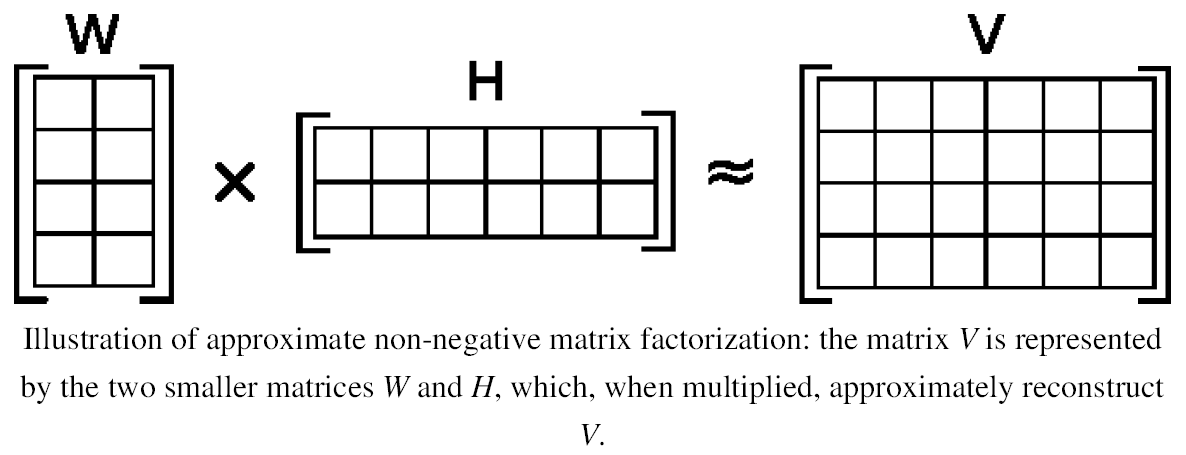 W
H
V
×
≈
Illustration of approximate non-negative matrix factorization: the matrix V is represented
by the two smaller matrices W and H, which, when multiplied, approximately reconstruct
V.